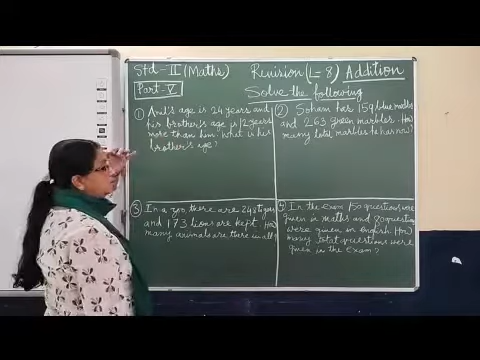 Std-II (Maths) Revision (L=8) Addition
Part-V
Solve the following
① Anil's age is 24 years and
his brother's age is 12 years
more than him. What is his
brother's age?
② Soham has 159 blue marbles
and 263 green marbles. How
many total marbles he has now?
③ In a zoo there are 248 tigers
and 173 lions are kept. How
many animals are there in all?
④ In the exam 150 questions were
given in maths and 80 questions
were given in English. How
many total questions were
given in the exam?